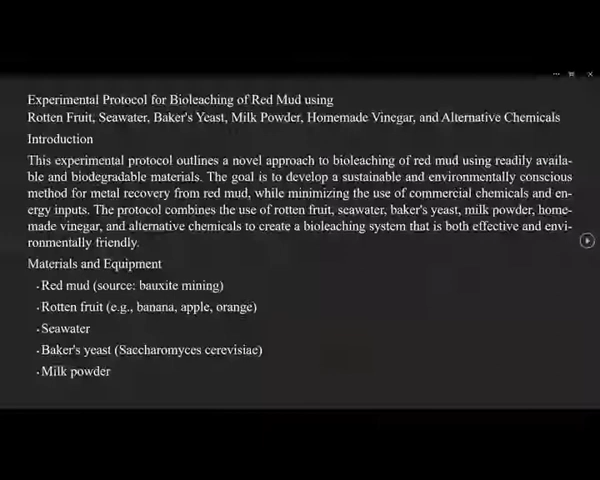 Experimental Protocol for Bioleaching of Red Mud using
Rotten Fruit, Seawater, Baker's Yeast, Milk Powder, Homemade Vinegar, and Alternative Chemicals
Introduction
This experimental protocol outlines a novel approach to bioleaching of red mud using readily availa-
ble and biodegradable materials. The goal is to develop a sustainable and environmentally conscious
method for metal recovery from red mud, while minimizing the use of commercial chemicals and en-
ergy inputs. The protocol combines the use of rotten fruit, seawater, baker's yeast, milk powder, home-
made vinegar, and alternative chemicals to create a bioleaching system that is both effective and envi-
ronmentally friendly.
Materials and Equipment
· Red mud (source: bauxite mining)
· Rotten fruit (e.g., banana, apple, orange)
· Seawater
· Baker's yeast (Saccharomyces cerevisiae)
· Milk powder